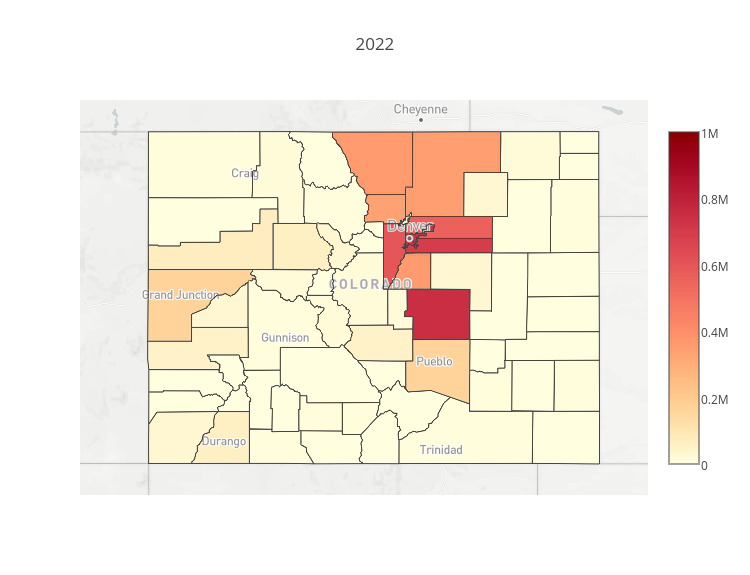 2022
Cheyenne
Craig
Denver
COLORADO
Grand Junction
Gunnison
Pueblo
Durango
Trinidad
1M
0.8M
0.6M
0.4M
0.2M
0